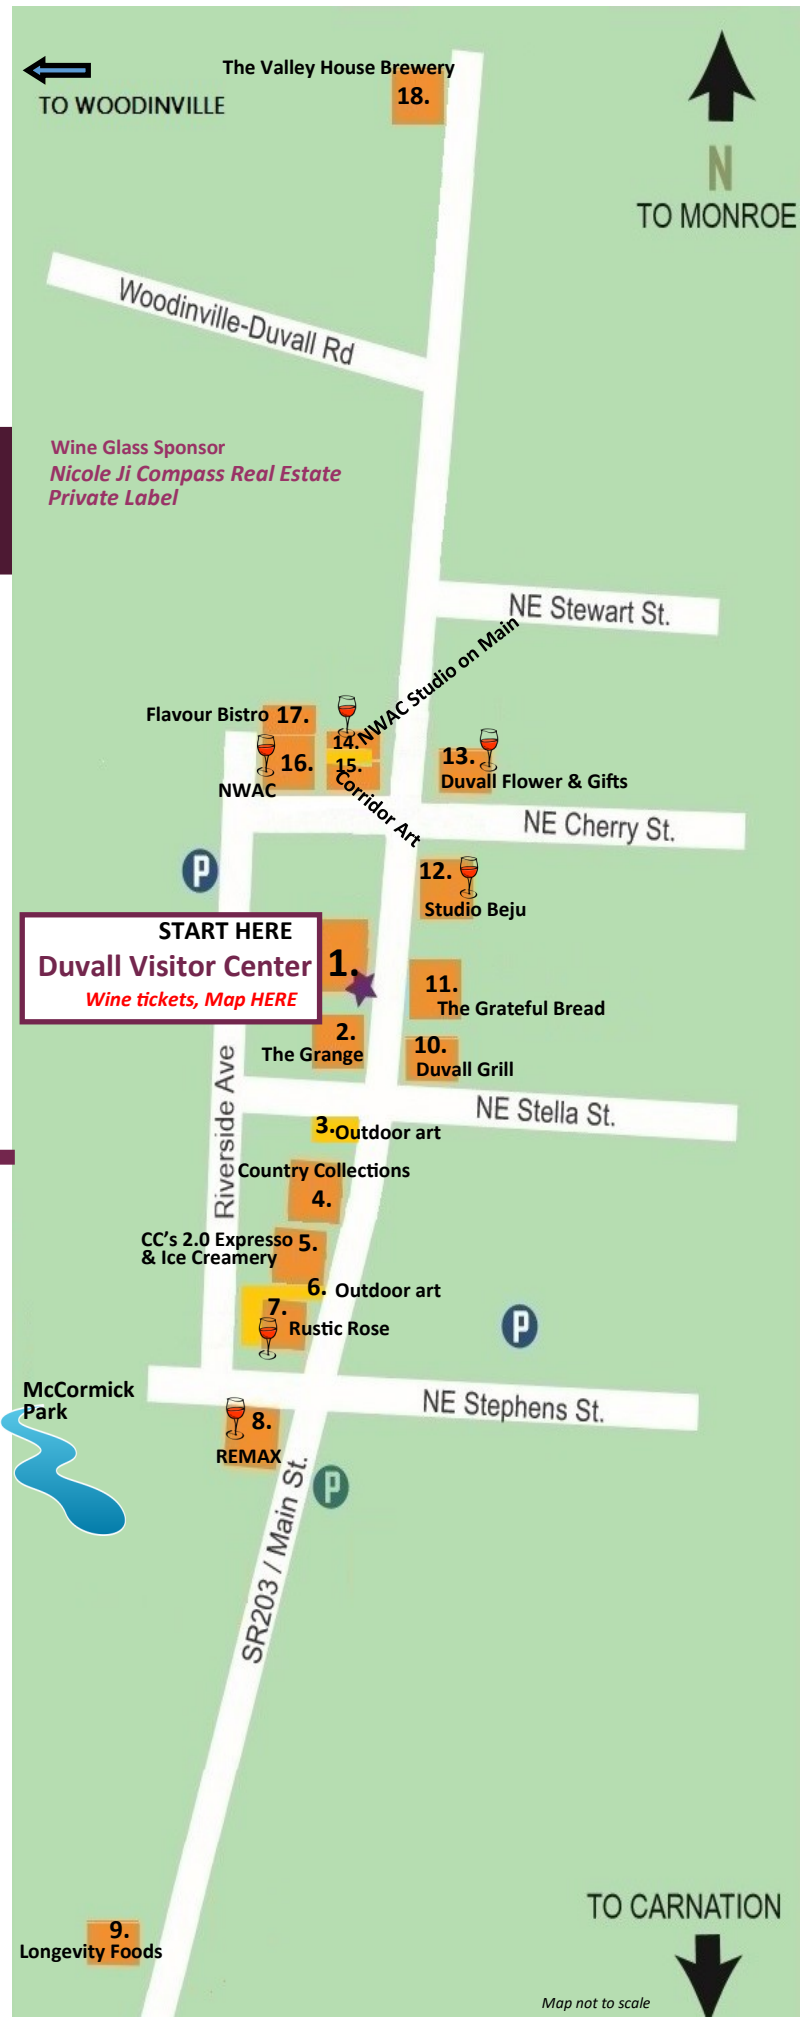 The Valley House Brewery
18.
TO WOODINVILLE
N
TO MONROE
Woodinville-Duvall Rd
Wine Glass Sponsor
Nicole Ji Compass Real Estate
Private Label
NE Stewart St.
NWAC Studio on Main
Flavour Bistro 17.
14.
13.
16.
15.
Duvall Flower & Gifts
NWAC
Corridor Art
NE Cherry St.
P
12.
Studio Beju
START HERE
Duvall Visitor Center
1.
Wine tickets, Map HERE
11.
The Grateful Bread
2.
The Grange
10.
Duvall Grill
Riverside Ave
NE Stella St.
3. Outdoor art
Country Collections
4.
CC's 2.0 Expresso
& Ice Creamery
5.
6. Outdoor art
7.
Rustic Rose
P
McCormick
Park
NE Stephens St.
8.
REMAX
P
SR203 / Main St.
TO CARNATION
9.
Longevity Foods
Map not to scale